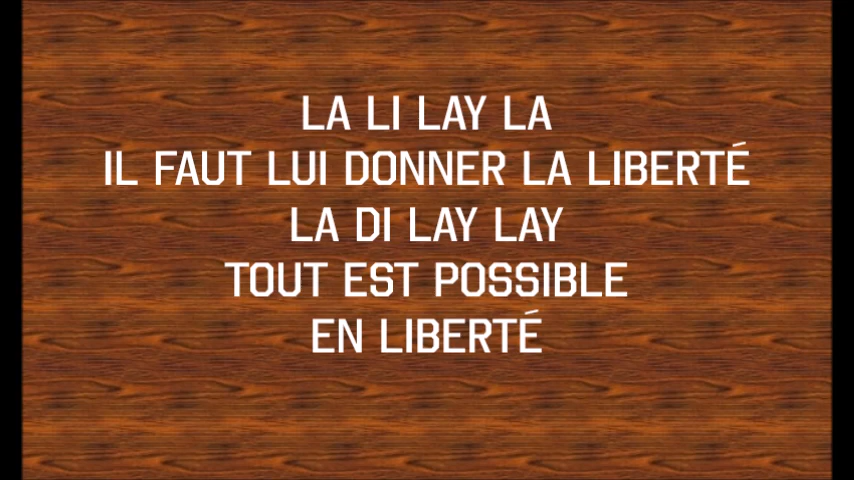 LA LI LAY LA
IL FAUT LUI DONNER LA LIBERTÉ
LA DI LAY LAY
TOUT EST POSSIBLE
EN LIBERTÉ